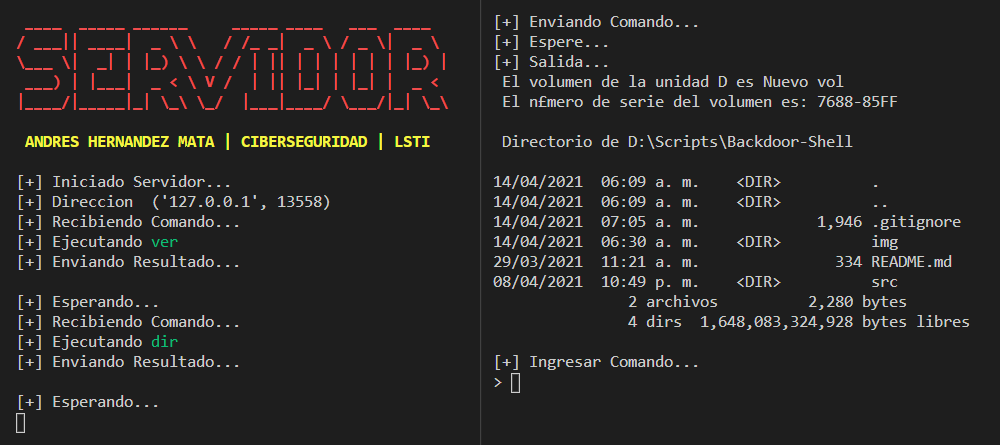 SERVIDOR
ANDRES HERNANDEZ MATA | CIBERSEGURIDAD | LSTI
[+] Iniciado Servidor...
[+] Direccion  ('127.0.0.1', 13558)
[+] Recibiendo Comando...
[+] Ejecutando ver
[+] Enviando Resultado...
[+] Esperando...
[+] Recibiendo Comando...
[+] Ejecutando dir
[+] Enviando Resultado...
[+] Esperando...
[+] Enviando Comando...
[+] Espere...
[+] Salida...
El volumen de la unidad D es Nuevo vol
El n£mero de serie del volumen es: 7688-85FF
Directorio de D:\Scripts\Backdoor-Shell
14/04/2021  06:09 a. m.    <DIR>          .
14/04/2021  06:09 a. m.    <DIR>          ..
14/04/2021  07:05 a. m.             1,946 .gitignore
14/04/2021  06:30 a. m.    <DIR>          img
29/03/2021  11:21 a. m.               334 README.md
08/04/2021  10:49 p. m.    <DIR>          src
2 archivos          2,280 bytes
4 dirs  1,648,083,324,928 bytes libres
[+] Ingresar Comando...
>